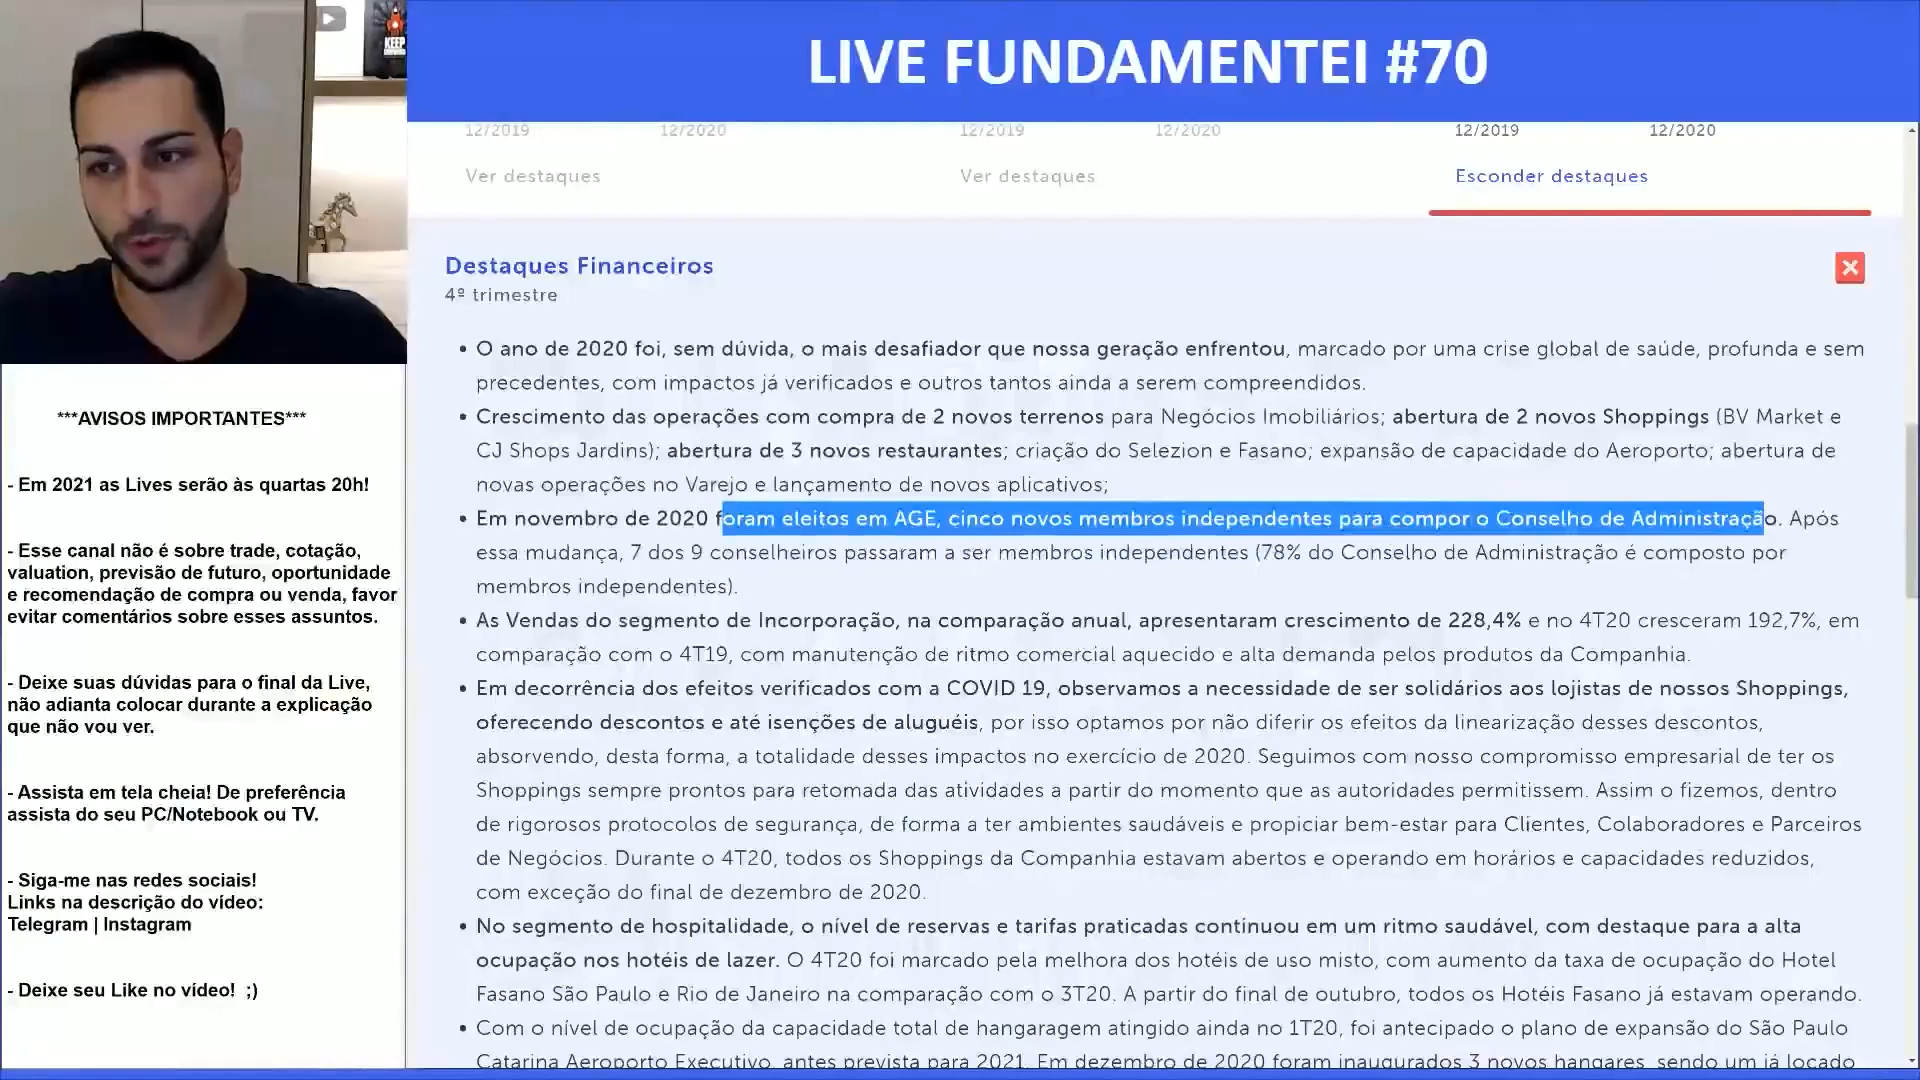 KEEP
LIVE FUNDAMENTEI #70
12/2019 12/2020 12/2019 12/2020 12/2019 12/2020
Ver destaques Ver destaques Esconder destaques
Destaques Financeiros
4º trimestre
• O ano de 2020 foi, sem dúvida, o mais desafiador que nossa geração enfrentou, marcado por uma crise global de saúde, profunda e sem
precedentes, com impactos já verificados e outros tantos ainda a serem compreendidos.
• Crescimento das operações com compra de 2 novos terrenos para Negócios Imobiliários; abertura de 2 novos Shoppings (BV Market e
CJ Shops Jardins); abertura de 3 novos restaurantes; criação do Selezion e Fasano; expansão de capacidade do Aeroporto; abertura de
novas operações no Varejo e lançamento de novos aplicativos;
• Em novembro de 2020 foram eleitos em AGE, cinco novos membros independentes para compor o Conselho de Administração. Após
essa mudança, 7 dos 9 conselheiros passaram a ser membros independentes (78% do Conselho de Administração é composto por
membros independentes).
• As Vendas do segmento de Incorporação, na comparação anual, apresentaram crescimento de 228,4% e no 4T20 cresceram 192,7%, em
comparação com o 4T19, com manutenção de ritmo comercial aquecido e alta demanda pelos produtos da Companhia.
• Em decorrência dos efeitos verificados com a COVID 19, observamos a necessidade de ser solidários aos lojistas de nossos Shoppings,
oferecendo descontos e até isenções de aluguéis, por isso optamos por não diferir os efeitos da linearização desses descontos,
absorvendo, desta forma, a totalidade desses impactos no exercício de 2020. Seguimos com nosso compromisso empresarial de ter os
Shoppings sempre prontos para retomada das atividades a partir do momento que as autoridades permitissem. Assim o fizemos, dentro
de rigorosos protocolos de segurança, de forma a ter ambientes saudáveis e propiciar bem-estar para Clientes, Colaboradores e Parceiros
de Negócios. Durante o 4T20, todos os Shoppings da Companhia estavam abertos e operando em horários e capacidades reduzidos,
com exceção do final de dezembro de 2020.
• No segmento de hospitalidade, o nível de reservas e tarifas praticadas continuou em um ritmo saudável, com destaque para a alta
ocupação nos hotéis de lazer. O 4T20 foi marcado pela melhora dos hotéis de uso misto, com aumento da taxa de ocupação do Hotel
Fasano São Paulo e Rio de Janeiro na comparação com o 3T20. A partir do final de outubro, todos os Hotéis Fasano já estavam operando.
• Com o nível de ocupação da capacidade total de hangaragem atingido ainda no 1T20, foi antecipado o plano de expansão do São Paulo
Catarina Aeroporto Executivo, antes prevista para 2021. Em dezembro de 2020 foram inaugurados 3 novos hangares, sendo um já locado
***AVISOS IMPORTANTES***
- Em 2021 as Lives serão às quartas 20h!
- Esse canal não é sobre trade, cotação,
valuation, previsão de futuro, oportunidade
e recomendação de compra ou venda, favor
evitar comentários sobre esses assuntos.
- Deixe suas dúvidas para o final da Live,
não adianta colocar durante a explicação
que não vou ver.
- Assista em tela cheia! De preferência
assista do seu PC/Notebook ou TV.
- Siga-me nas redes sociais!
Links na descrição do vídeo:
Telegram | Instagram
- Deixe seu Like no vídeo! ;)